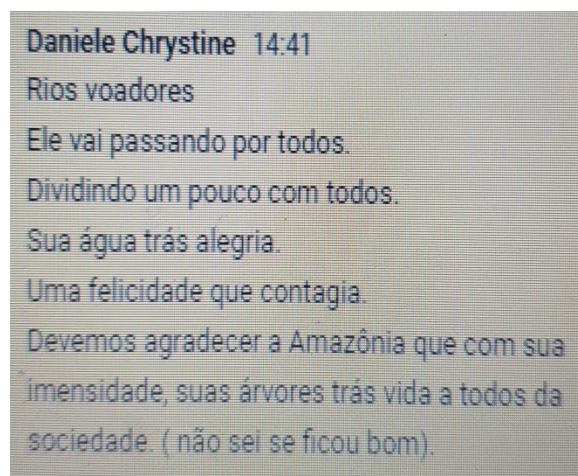 Daniele Chrystine 14:41
Rios voadores
Ele vai passando por todos.
Dividindo um pouco com todos.
Sua água trás alegria.
Uma felicidade que contagia.
Devemos agradecer a Amazônia que com sua
imensidade, suas árvores trás vida a todos da
sociedade. ( não sei se ficou bom).